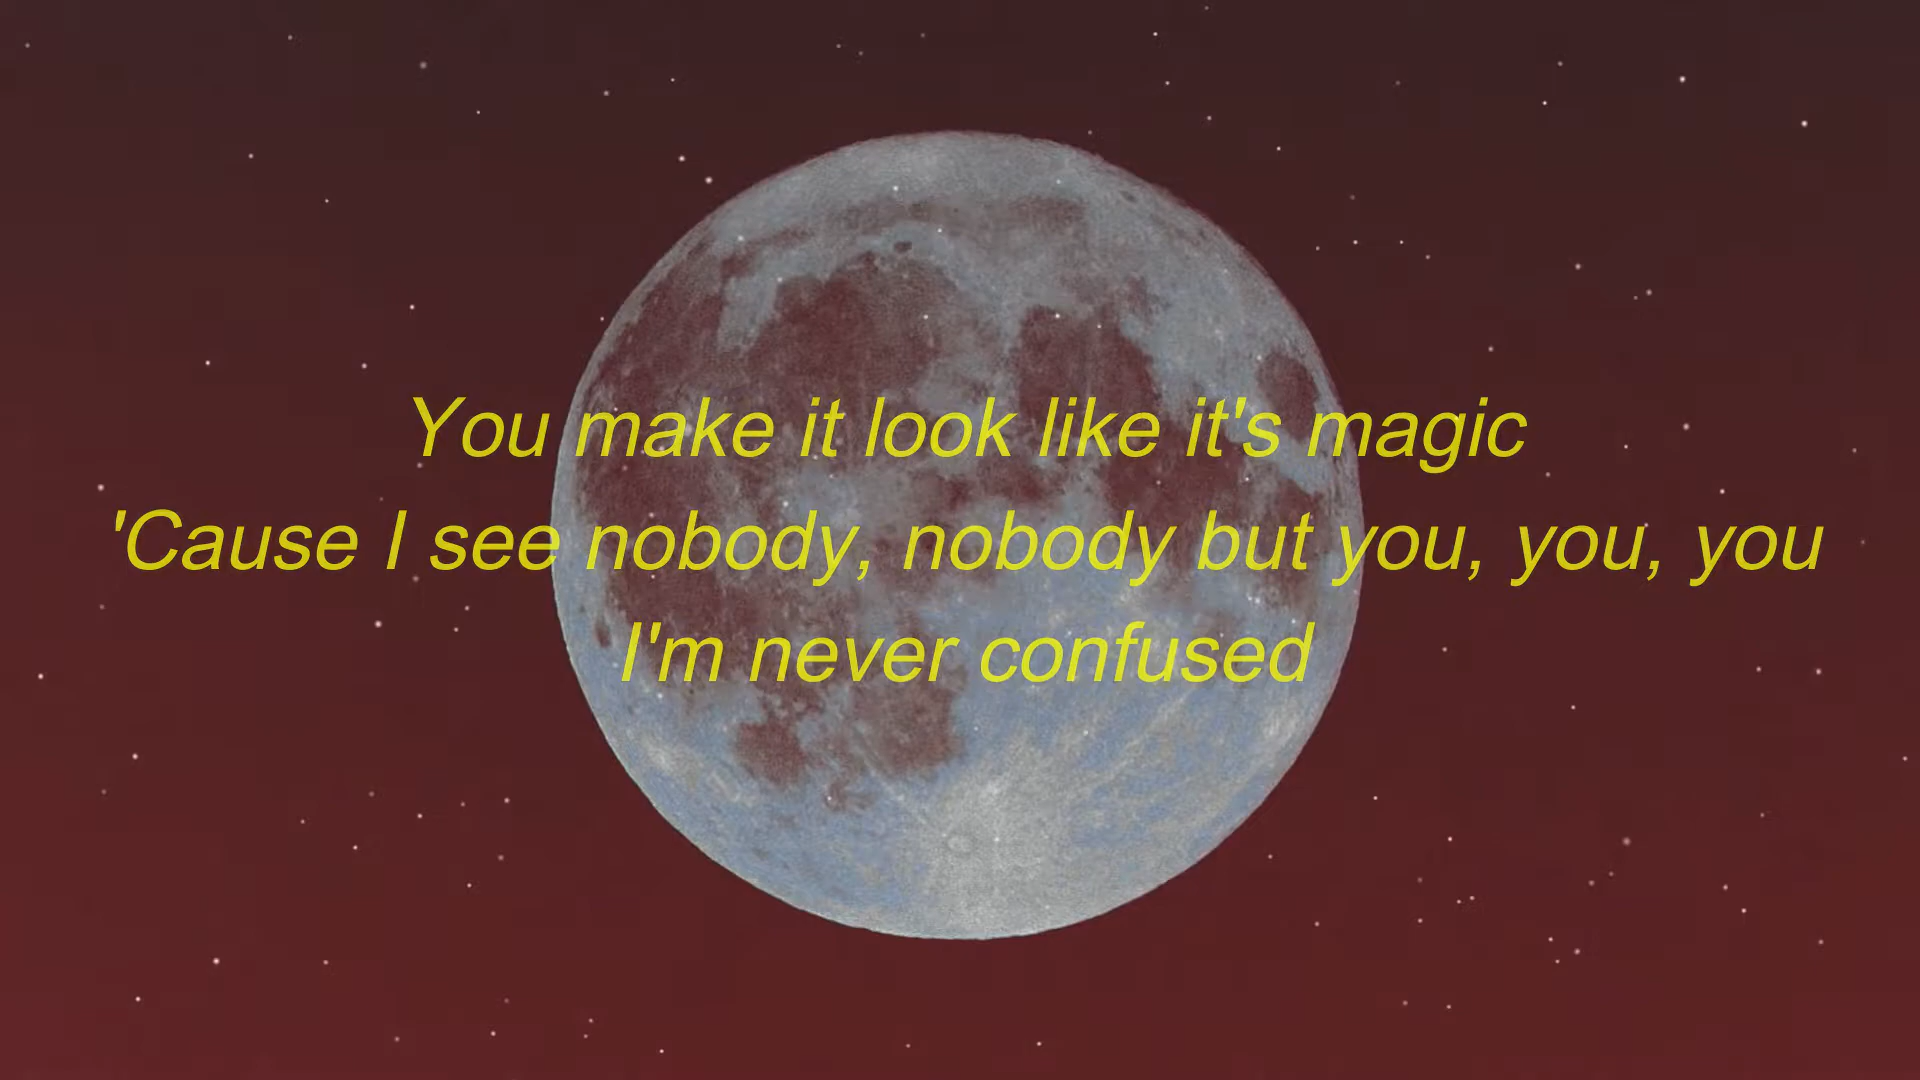 You make it look like it's magic
'Cause I see nobody, nobody but you, you, you
I'm never confused